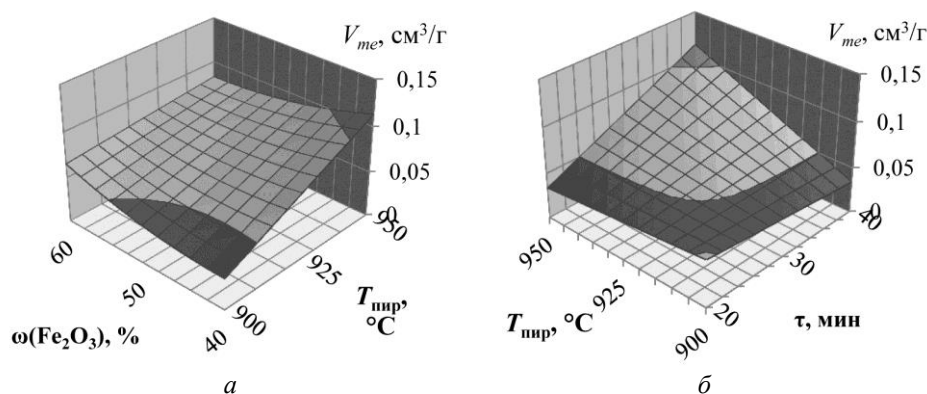 V_me, см³/г
0,15
0,1
0,05
0
950
925
900
T_пир,
°C
60
50
40
ω(Fe₂O₃), %
а
V_me, см³/г
0,15
0,1
0,05
0
40
30
20
τ, мин
950
925
900
T_пир, °C
б